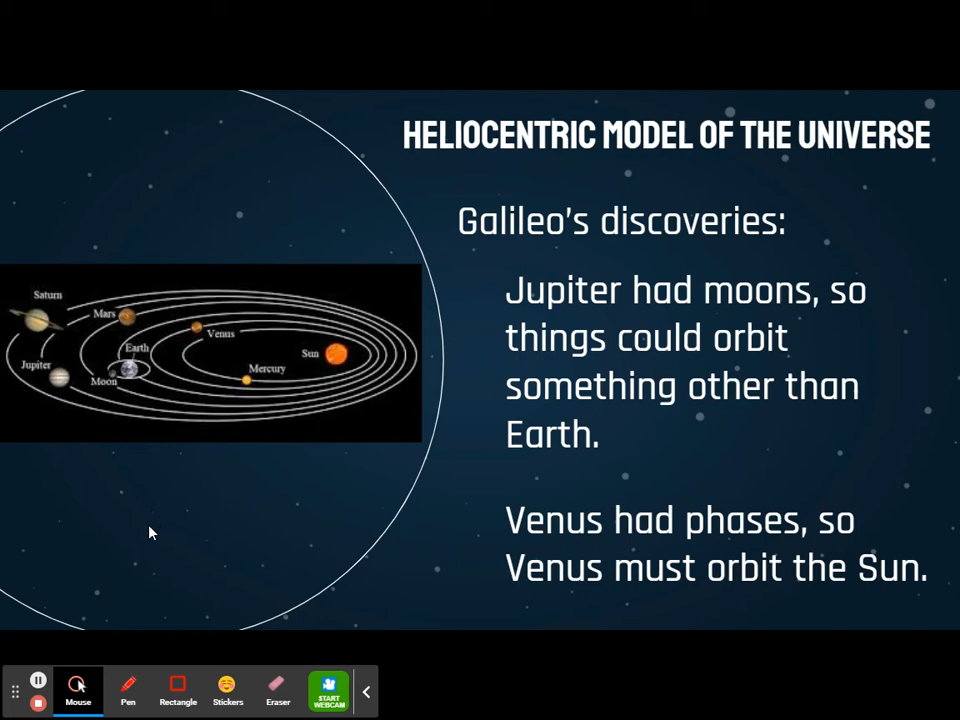 HELIOCENTRIC MODEL OF THE UNIVERSE
Galileo's discoveries:
Jupiter had moons, so
things could orbit
something other than
Earth.
Venus had phases, so
Venus must orbit the Sun.
Saturn
Mars
Venus
Earth
Sun
Jupiter
Mercury
Moon
Mouse
Pen
Rectangle
Stickers
Eraser
START
WEBCAM